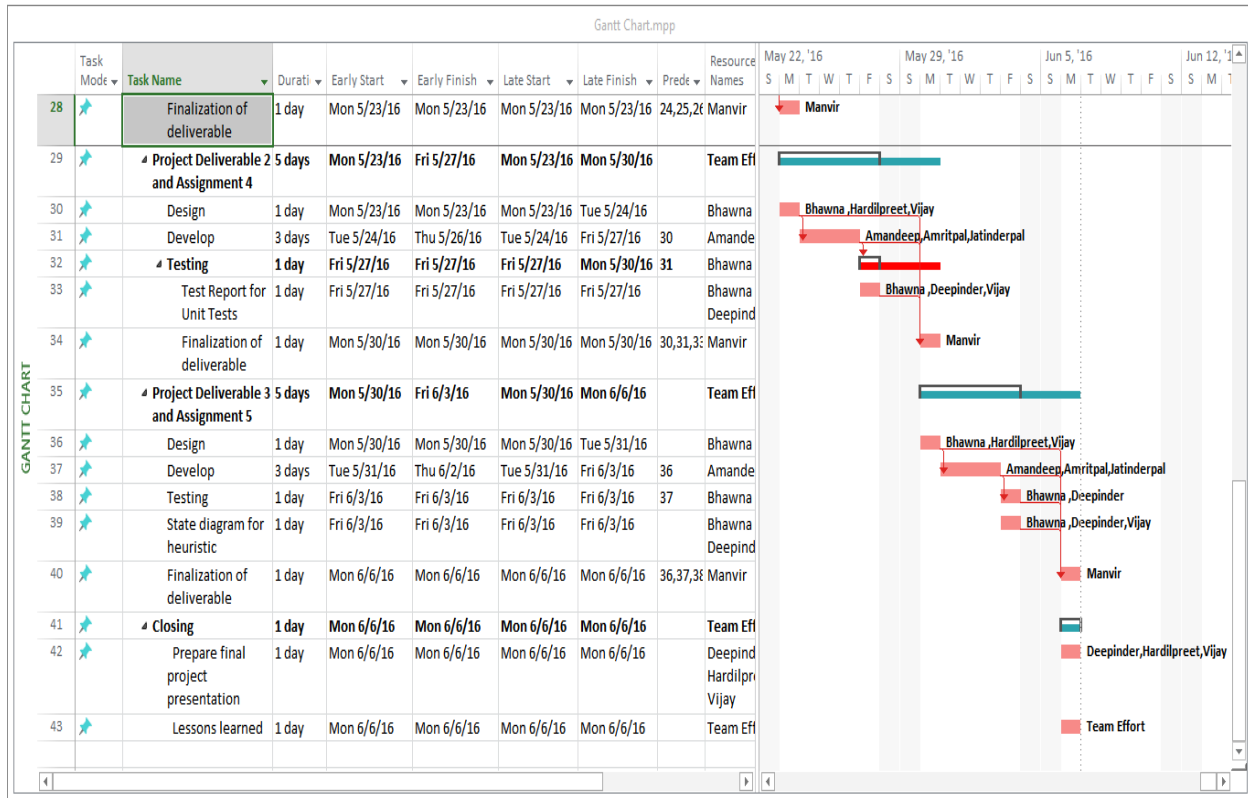 Gantt Chart.mpp
GANTT CHART
Task Mode Task Name Durati Early Start Early Finish Late Start Late Finish Prede Resource Names
May 22, '16 May 29, '16 Jun 5, '16 Jun 12, '1
S M T W T F S S M T W T F S S M T W T F S S M T
28 Finalization of deliverable 1 day Mon 5/23/16 Mon 5/23/16 Mon 5/23/16 Mon 5/23/16 24,25,26 Manvir
Manvir
29 Project Deliverable 2 and Assignment 4 5 days Mon 5/23/16 Fri 5/27/16 Mon 5/23/16 Mon 5/30/16 Team Eff
30 Design 1 day Mon 5/23/16 Mon 5/23/16 Mon 5/23/16 Tue 5/24/16 Bhawna
Bhawna ,Hardilpreet,Vijay
31 Develop 3 days Tue 5/24/16 Thu 5/26/16 Tue 5/24/16 Fri 5/27/16 30 Amande
Amandeep,Amritpal,Jatinderpal
32 Testing 1 day Fri 5/27/16 Fri 5/27/16 Fri 5/27/16 Mon 5/30/16 31 Bhawna
33 Test Report for Unit Tests 1 day Fri 5/27/16 Fri 5/27/16 Fri 5/27/16 Fri 5/27/16 Bhawna Deepind
Bhawna ,Deepinder,Vijay
34 Finalization of deliverable 1 day Mon 5/30/16 Mon 5/30/16 Mon 5/30/16 Mon 5/30/16 30,31,33 Manvir
Manvir
35 Project Deliverable 3 and Assignment 5 5 days Mon 5/30/16 Fri 6/3/16 Mon 5/30/16 Mon 6/6/16 Team Eff
36 Design 1 day Mon 5/30/16 Mon 5/30/16 Mon 5/30/16 Tue 5/31/16 Bhawna
Bhawna ,Hardilpreet,Vijay
37 Develop 3 days Tue 5/31/16 Thu 6/2/16 Tue 5/31/16 Fri 6/3/16 36 Amande
Amandeep,Amritpal,Jatinderpal
38 Testing 1 day Fri 6/3/16 Fri 6/3/16 Fri 6/3/16 Fri 6/3/16 37 Bhawna
Bhawna ,Deepinder
39 State diagram for heuristic 1 day Fri 6/3/16 Fri 6/3/16 Fri 6/3/16 Fri 6/3/16 Bhawna Deepind
Bhawna ,Deepinder,Vijay
40 Finalization of deliverable 1 day Mon 6/6/16 Mon 6/6/16 Mon 6/6/16 Mon 6/6/16 36,37,38 Manvir
Manvir
41 Closing 1 day Mon 6/6/16 Mon 6/6/16 Mon 6/6/16 Mon 6/6/16 Team Eff
42 Prepare final project presentation 1 day Mon 6/6/16 Mon 6/6/16 Mon 6/6/16 Mon 6/6/16 Deepind Hardilpre Vijay
Deepinder,Hardilpreet,Vijay
43 Lessons learned 1 day Mon 6/6/16 Mon 6/6/16 Mon 6/6/16 Mon 6/6/16 Team Eff
Team Effort